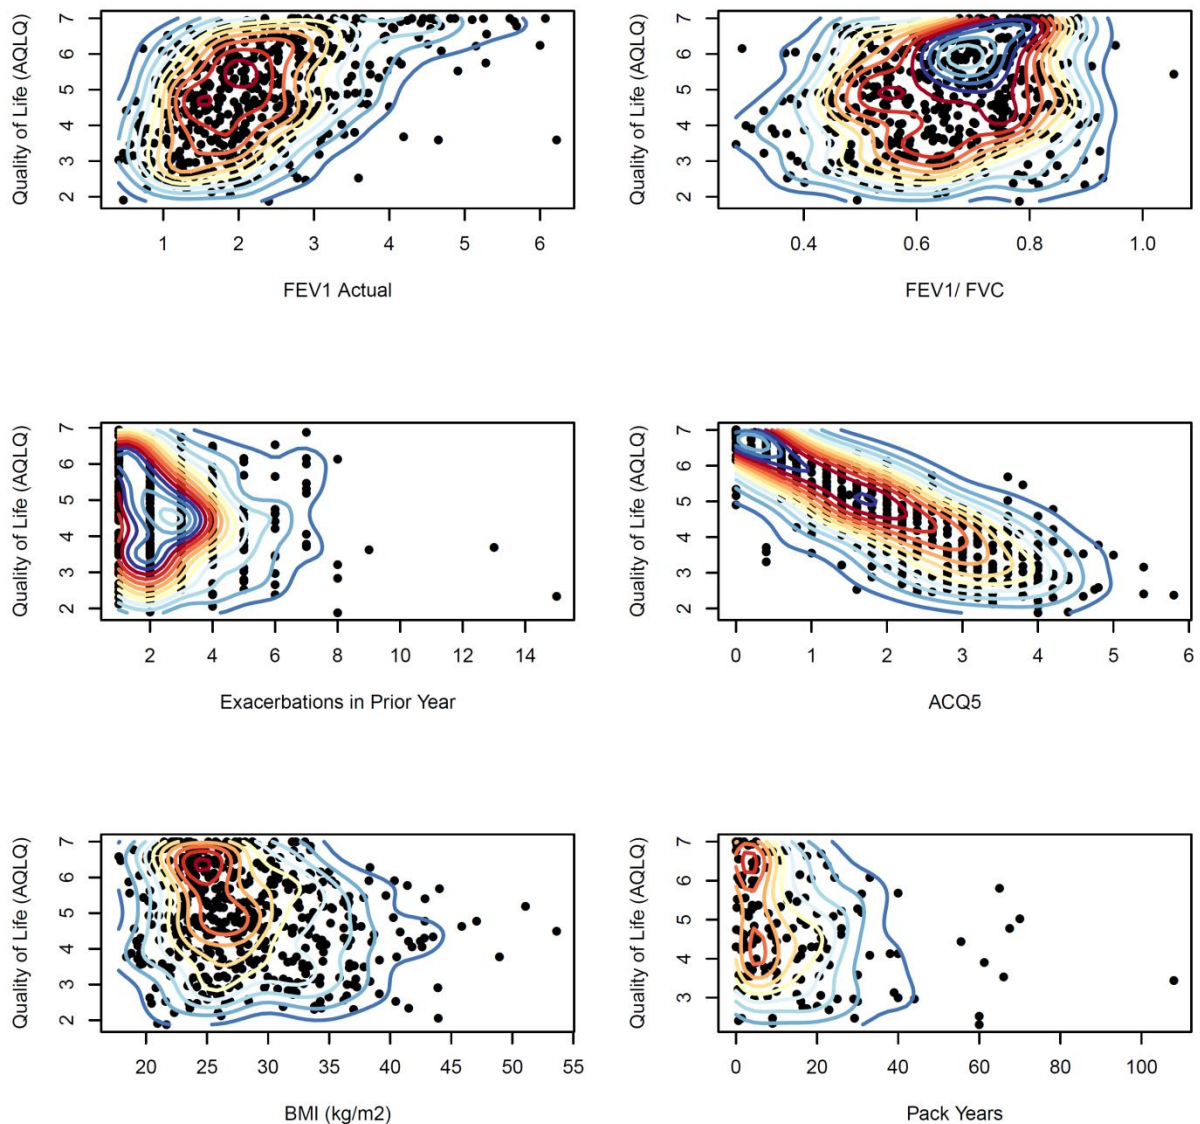 7
6
5
4
3
2
Quality of Life (AQLQ)
1 2 3 4 5 6
FEV1 Actual
7
6
5
4
3
2
Quality of Life (AQLQ)
0.4 0.6 0.8 1.0
FEV1/ FVC
7
6
5
4
3
2
Quality of Life (AQLQ)
2 4 6 8 10 12 14
Exacerbations in Prior Year
7
6
5
4
3
2
Quality of Life (AQLQ)
0 1 2 3 4 5 6
ACQ5
7
6
5
4
3
2
Quality of Life (AQLQ)
20 25 30 35 40 45 50 55
BMI (kg/m2)
7
6
5
4
3
Quality of Life (AQLQ)
0 20 40 60 80 100
Pack Years